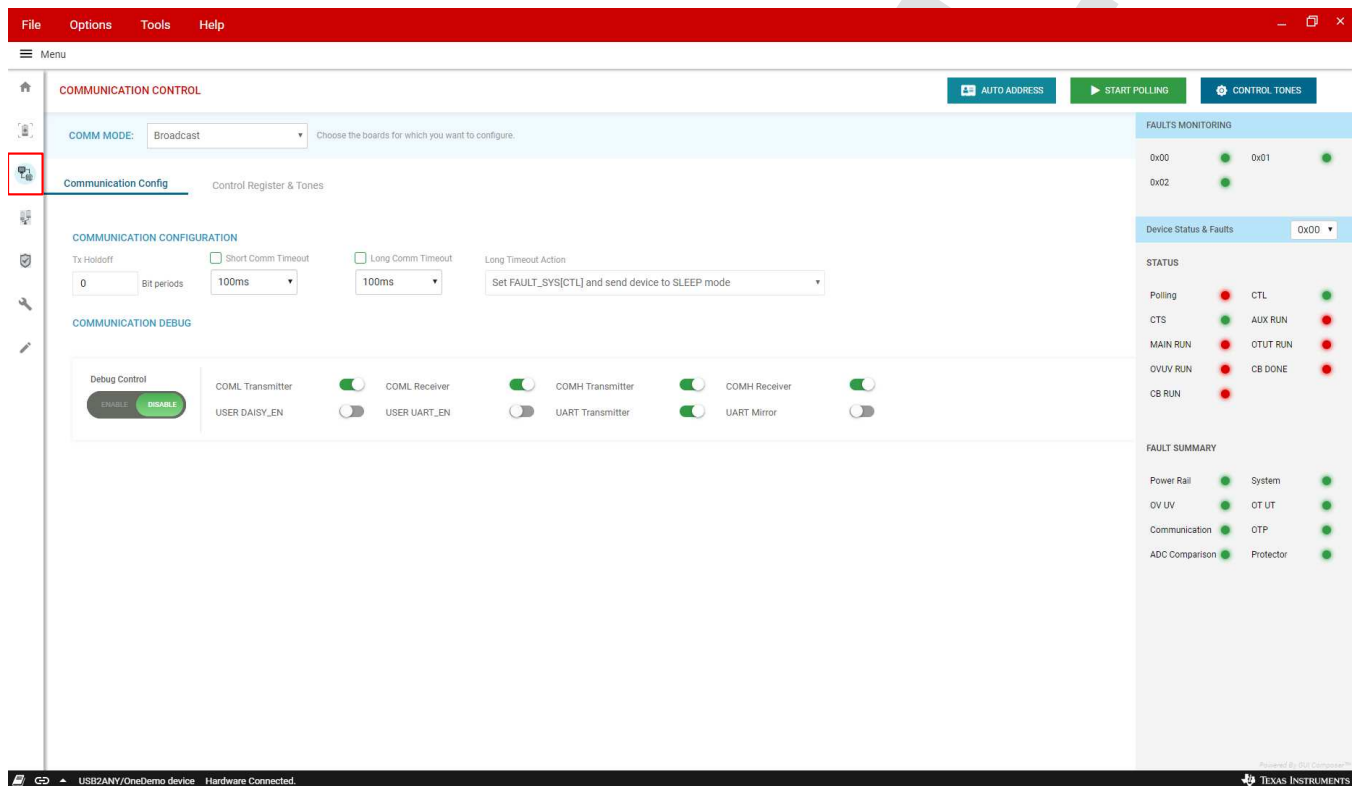 File Options Tools Help
Menu
COMMUNICATION CONTROL
AUTO ADDRESS
START POLLING
CONTROL TONES
COMM MODE: Broadcast Choose the boards for which you want to configure.
Communication Config Control Register & Tones
COMMUNICATION CONFIGURATION
Tx Holdoff Short Comm Timeout Long Comm Timeout Long Timeout Action
0 Bit periods 100ms 100ms Set FAULT_SYS[CTL] and send device to SLEEP mode
COMMUNICATION DEBUG
Debug Control
ENABLE DISABLE
COML Transmitter COML Receiver COMH Transmitter COMH Receiver
USER DAISY_EN USER UART_EN UART Transmitter UART Mirror
FAULTS MONITORING
0x00 0x01
0x02
Device Status & Faults 0x00
STATUS
Polling CTL
CTS AUX RUN
MAIN RUN OTUT RUN
OVUV RUN CB DONE
CB RUN
FAULT SUMMARY
Power Rail System
OV UV OT UT
Communication OTP
ADC Comparison Protector
Powered By GUI Composer™
USB2ANY/OneDemo device Hardware Connected.
TEXAS INSTRUMENTS